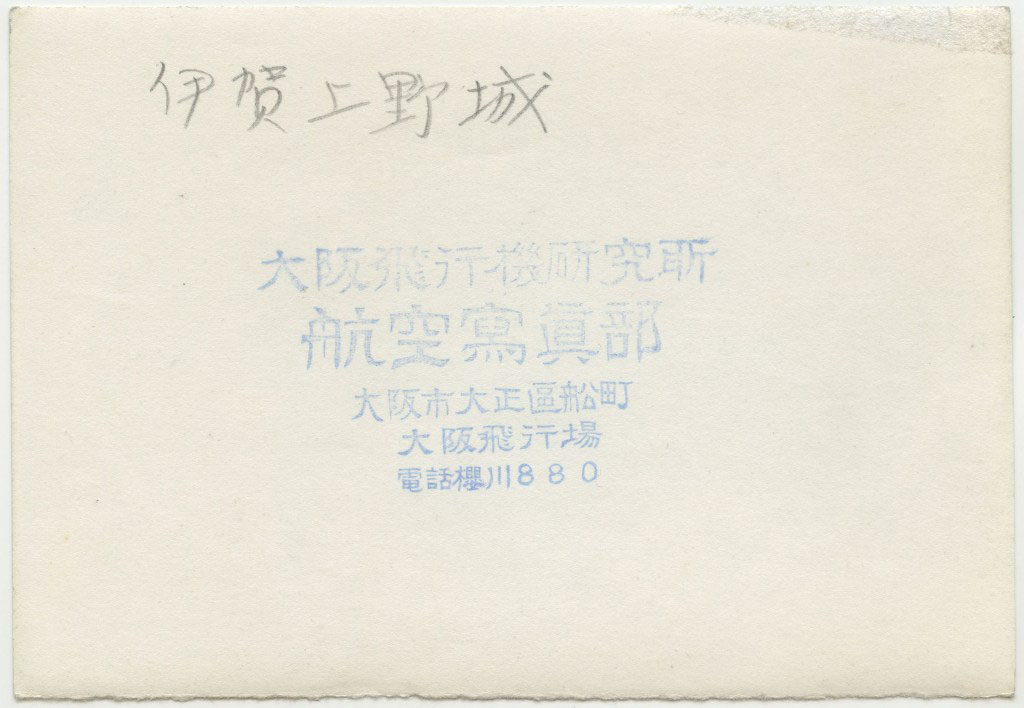 伊賀上野城
大阪飛行機研究所
航空寫眞部
大阪市大正區船町
大阪飛行場
電話櫻川880